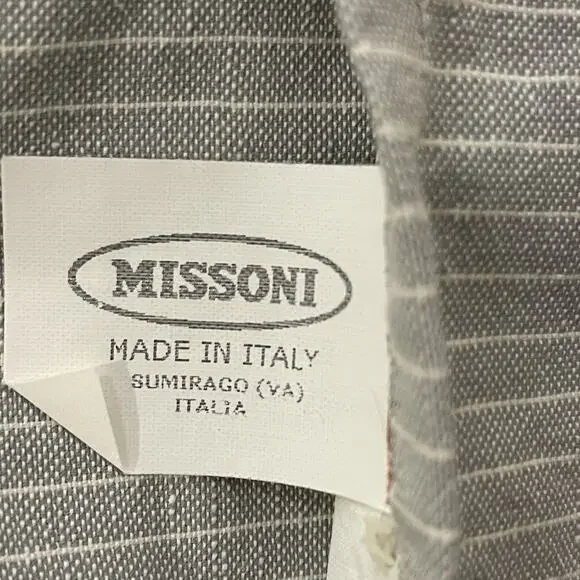 MISSONI
MADE IN ITALY
SUMIRAGO (VA)
ITALIA